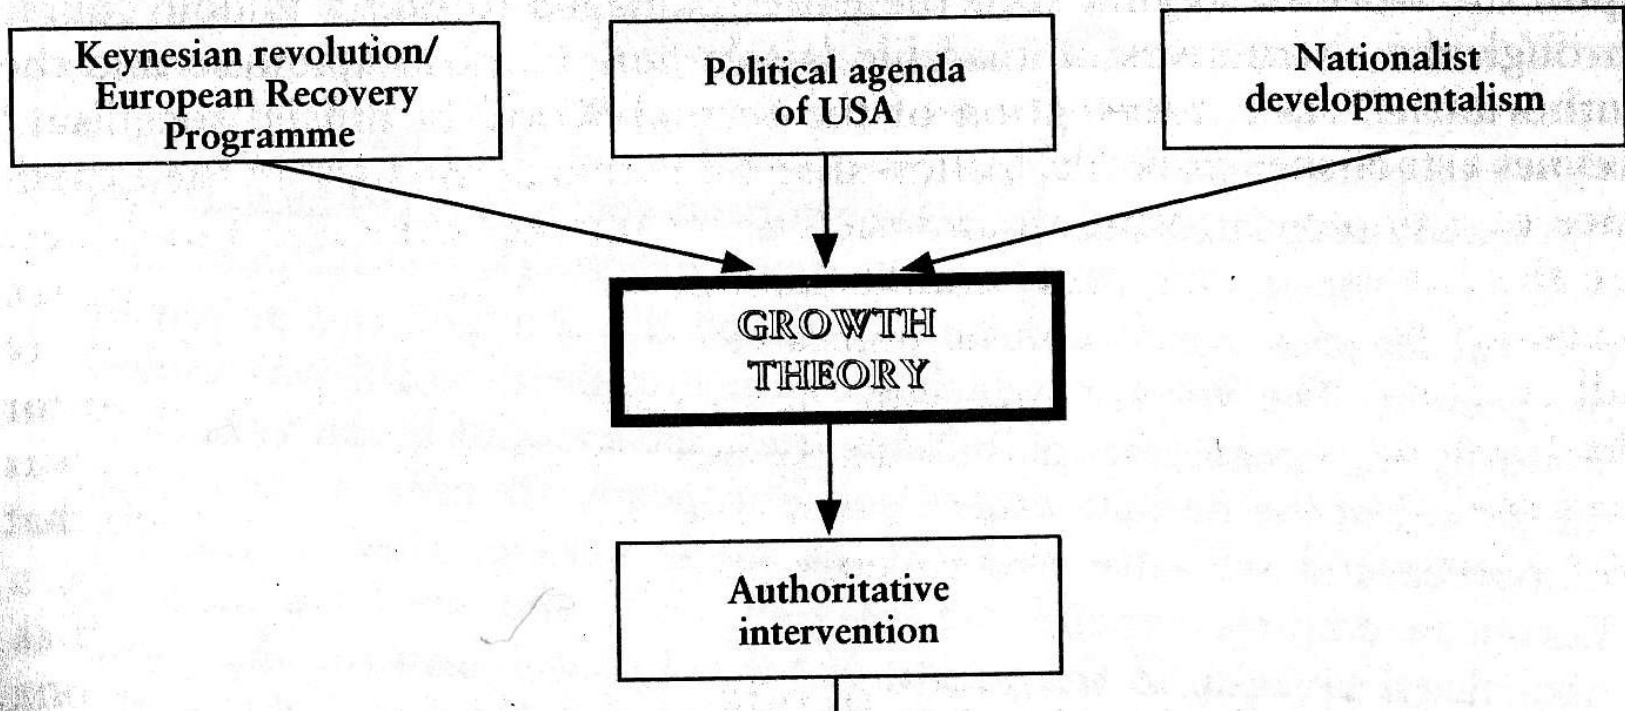 Keynesian revolution/
European Recovery
Programme
Political agenda
of USA
Nationalist
developmentalism
GROWTH
THEORY
Authoritative
intervention